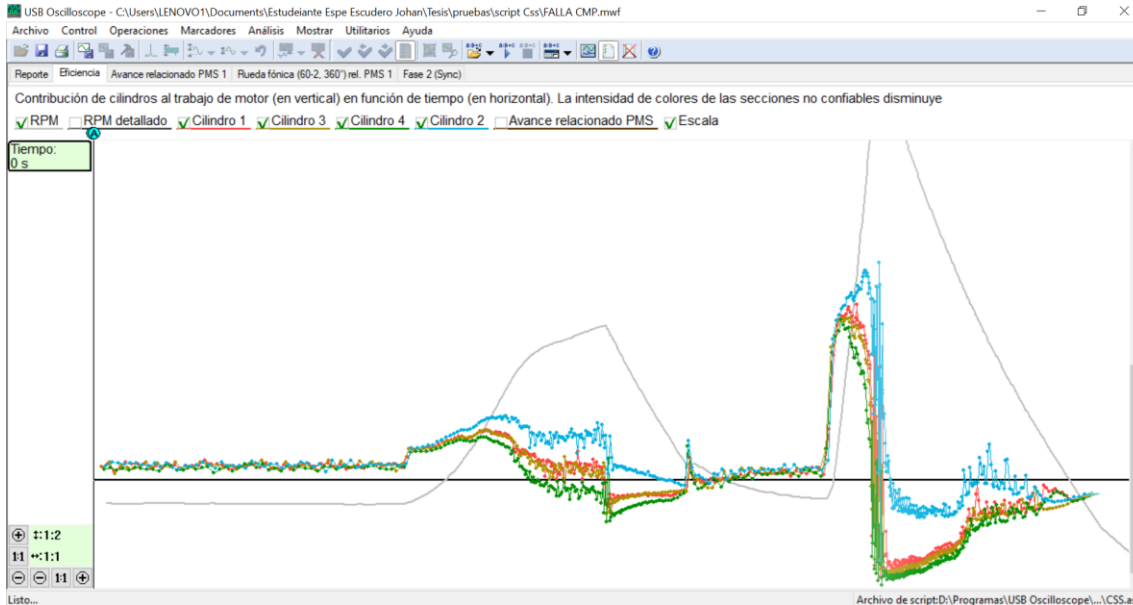 USB Oscilloscope - C:\Users\LENOVO1\Documents\Estudeiante Espe Escudero Johan\Tesis\pruebas\script Css\FALLA CMP.mwf
Archivo Control Operaciones Marcadores Análisis Mostrar Utilitarios Ayuda
Reporte Eficiencia Avance relacionado PMS 1 Rueda fónica (60-2, 360°) rel. PMS 1 Fase 2 (Sync)
Contribución de cilindros al trabajo de motor (en vertical) en función de tiempo (en horizontal). La intensidad de colores de las secciones no confiables disminuye
RPM RPM detallado Cilindro 1 Cilindro 3 Cilindro 4 Cilindro 2 Avance relacionado PMS Escala
A
Tiempo:
0 s
1:2
1:1 1:1
1:1
Listo... Archivo de script:D:\Programas\USB Oscilloscope\...\CSS.a